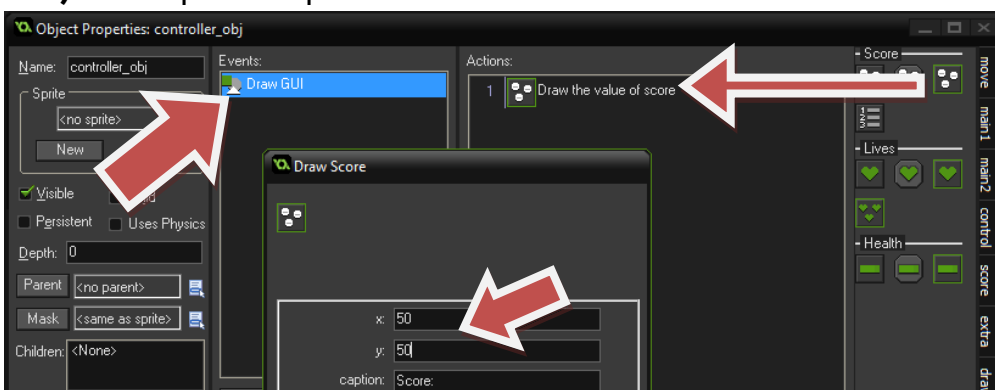 Object Properties: controller_obj
Name: controller_obj
Sprite
<no sprite>
New
Visible
Persistent
Uses Physics
Depth: 0
Parent <no parent>
Mask <same as sprite>
Children: <None>
Events:
Draw GUI
Actions:
1 Draw the value of score
Draw Score
x: 50
y: 50
caption: Score:
Score
Lives
Health
move
main1
main2
control
score
extra